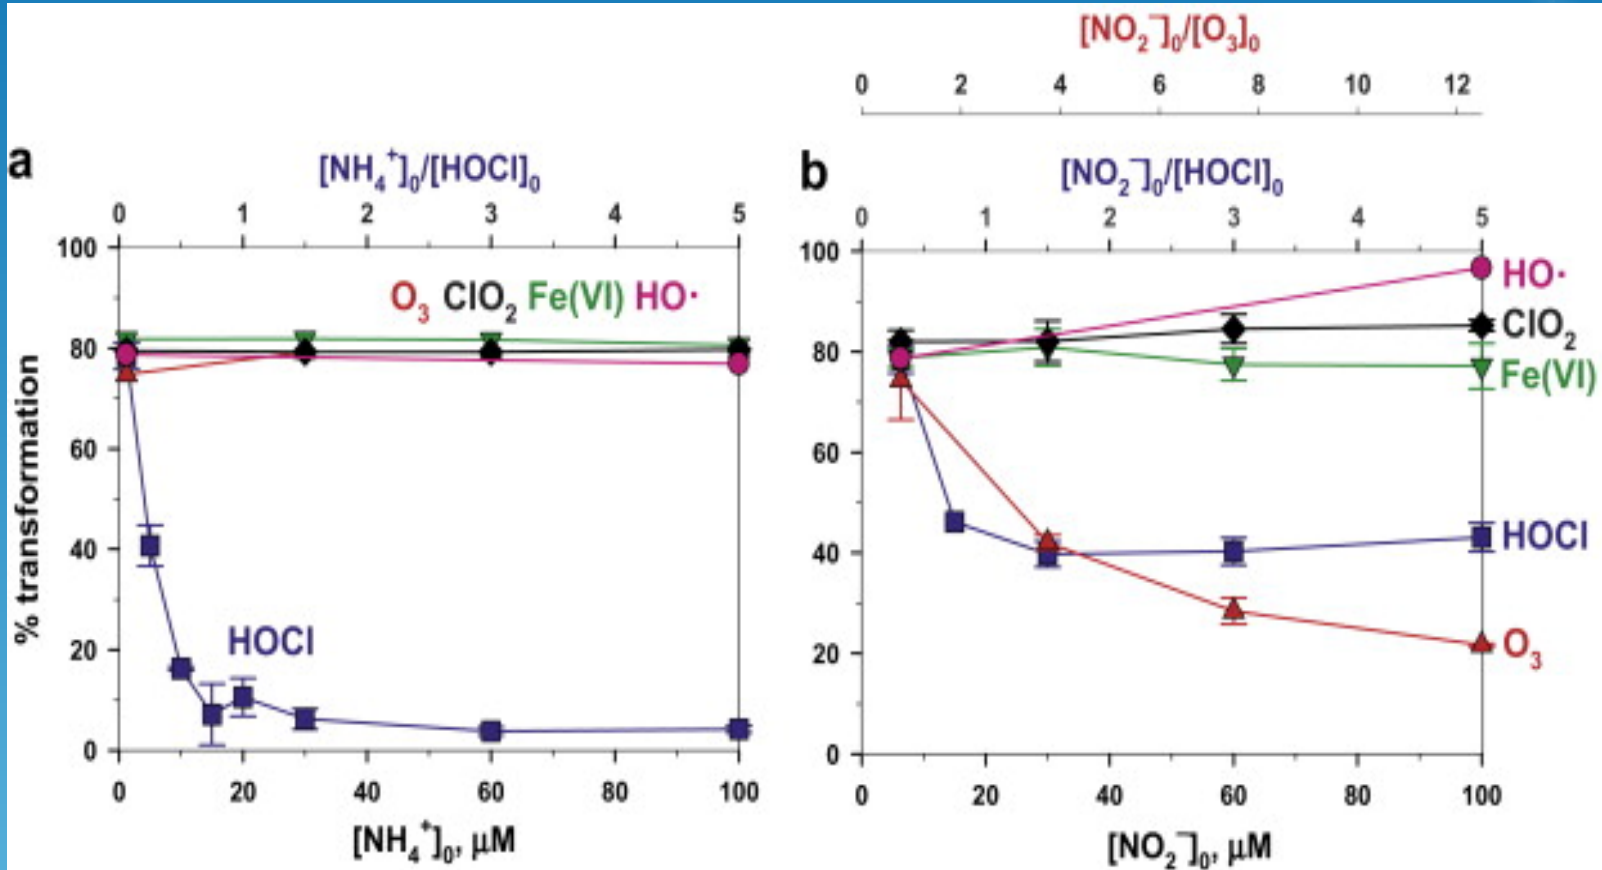 [NO₂⁻]₀/[O₃]₀
0 2 4 6 8 10 12
a
[NH₄⁺]₀/[HOCl]₀
0 1 2 3 4 5
% transformation
100
80
60
40
20
0
O₃ ClO₂ Fe(VI) HO·
HOCl
0 20 40 60 80 100
[NH₄⁺]₀, μM
b
[NO₂⁻]₀/[HOCl]₀
0 1 2 3 4 5
100
80
60
40
20
0
HO·
ClO₂
Fe(VI)
HOCl
O₃
0 20 40 60 80 100
[NO₂⁻]₀, μM